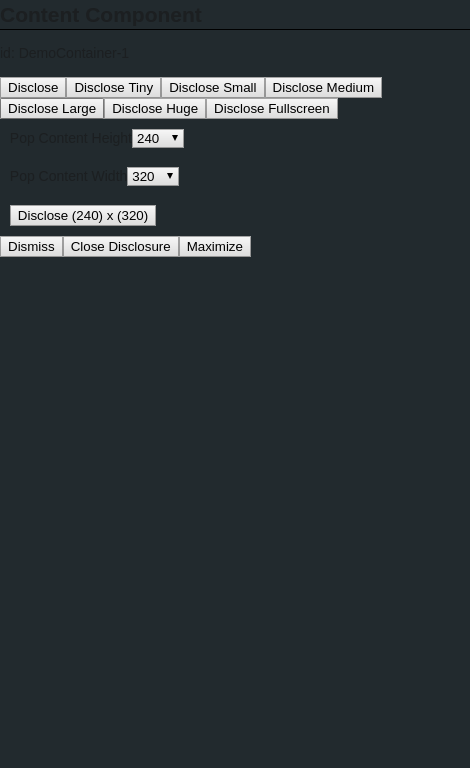 Content Component
id: DemoContainer-1
Disclose Disclose Tiny Disclose Small Disclose Medium
Disclose Large Disclose Huge Disclose Fullscreen
Pop Content Height 240
Pop Content Width 320
Disclose (240) x (320)
Dismiss Close Disclosure Maximize